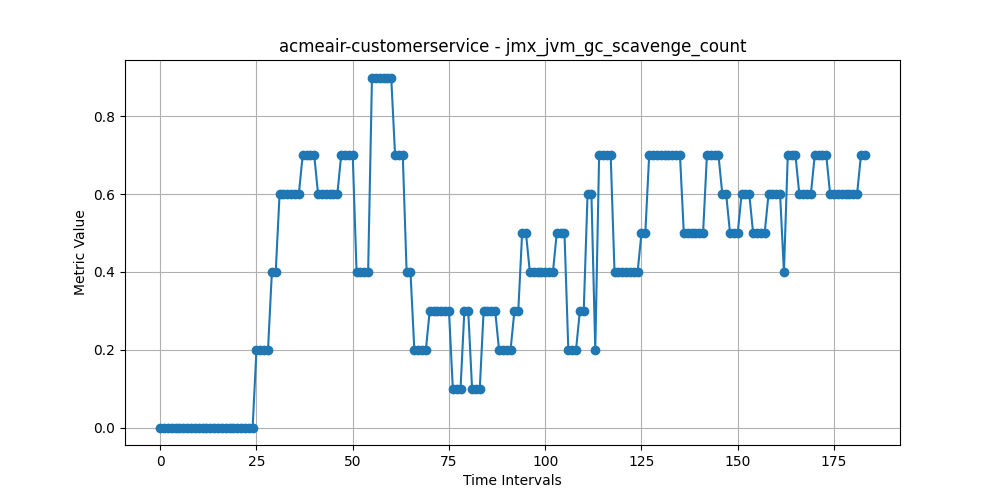 acmeair-customerservice - jmx_jvm_gc_scavenge_count
Metric Value
0.8
0.6
0.4
0.2
0.0
0 25 50 75 100 125 150 175
Time Intervals